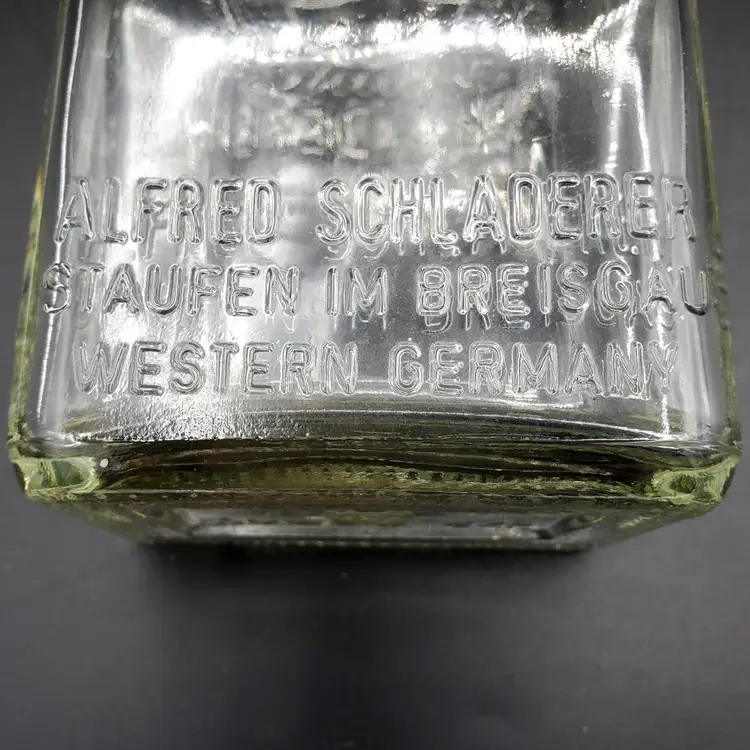 ALFRED SCHLADERER
STAUFEN IM BREISGAU
WESTERN GERMANY